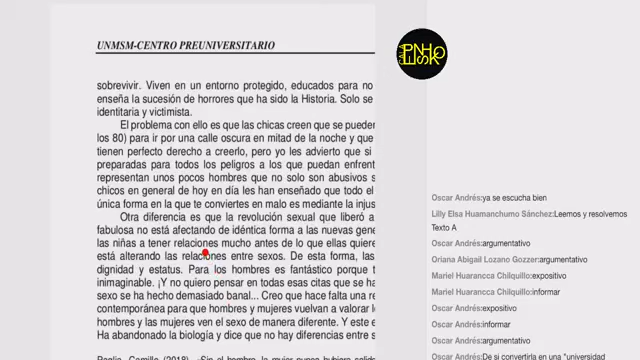 UNMSM-CENTRO PREUNIVERSITARIO
sobrevivir. Viven en un entorno protegido, educados para no
enseña la sucesión de horrores que ha sido la Historia. Solo se
identitaria y victimista.
El problema con ello es que las chicas creen que se pueden
los 80) para ir por una calle oscura en mitad de la noche y que
tienen perfecto derecho a creerlo, pero yo les advierto que si
preparadas para todos los peligros a los que puedan enfrent
representan unos pocos hombres que no solo son abusivos s
chicos en general de hoy en día les han enseñado que todo el
única forma en la que te conviertes en malo es mediante la injus
Otra diferencia es que la revolución sexual que liberó a
fabulosa no está afectando de idéntica forma a las nuevas gene
las niñas a tener relaciones mucho antes de lo que ellas quiere
está alterando las relaciones entre sexos. De esta forma, las
dignidad y estatus. Para los hombres es fantástico porque t
inimaginable. ¡Y no quiero pensar en todas esas citas que se ha
sexo se ha hecho demasiado banal... Creo que hace falta una re
contemporánea para que hombres y mujeres vuelvan a valorar l
hombres y las mujeres ven el sexo de manera diferente. Y este e
Ha abandonado la biología y dice que no hay diferencias entre s
Oscar Andrés:ya se escucha bien
Lilly Elsa Huamanchumo Sánchez:Leemos y resolvemos
Texto A
Oscar Andrés:argumentativo
Oriana Abigail Lozano Gozzer:argumentativo
Mariel Huarancca Chilquillo:expositivo
Mariel Huarancca Chilquillo:informar
Oscar Andrés:expositivo
Oscar Andrés:informar
Oscar Andrés:argumentativo
Oscar Andrés:De si convertirla en una "universidad